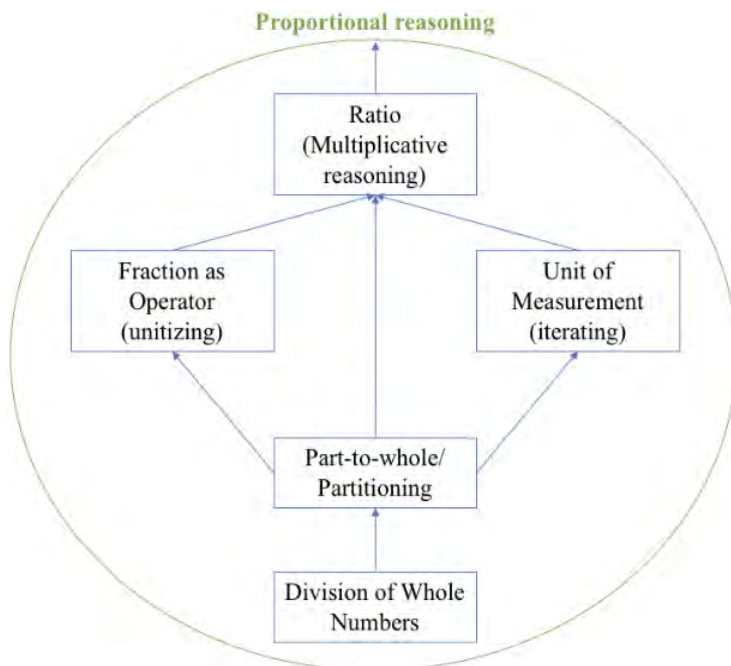 Proportional reasoning
Ratio
(Multiplicative
reasoning)
Fraction as
Operator
(unitizing)
Unit of
Measurement
(iterating)
Part-to-whole/
Partitioning
Division of Whole
Numbers